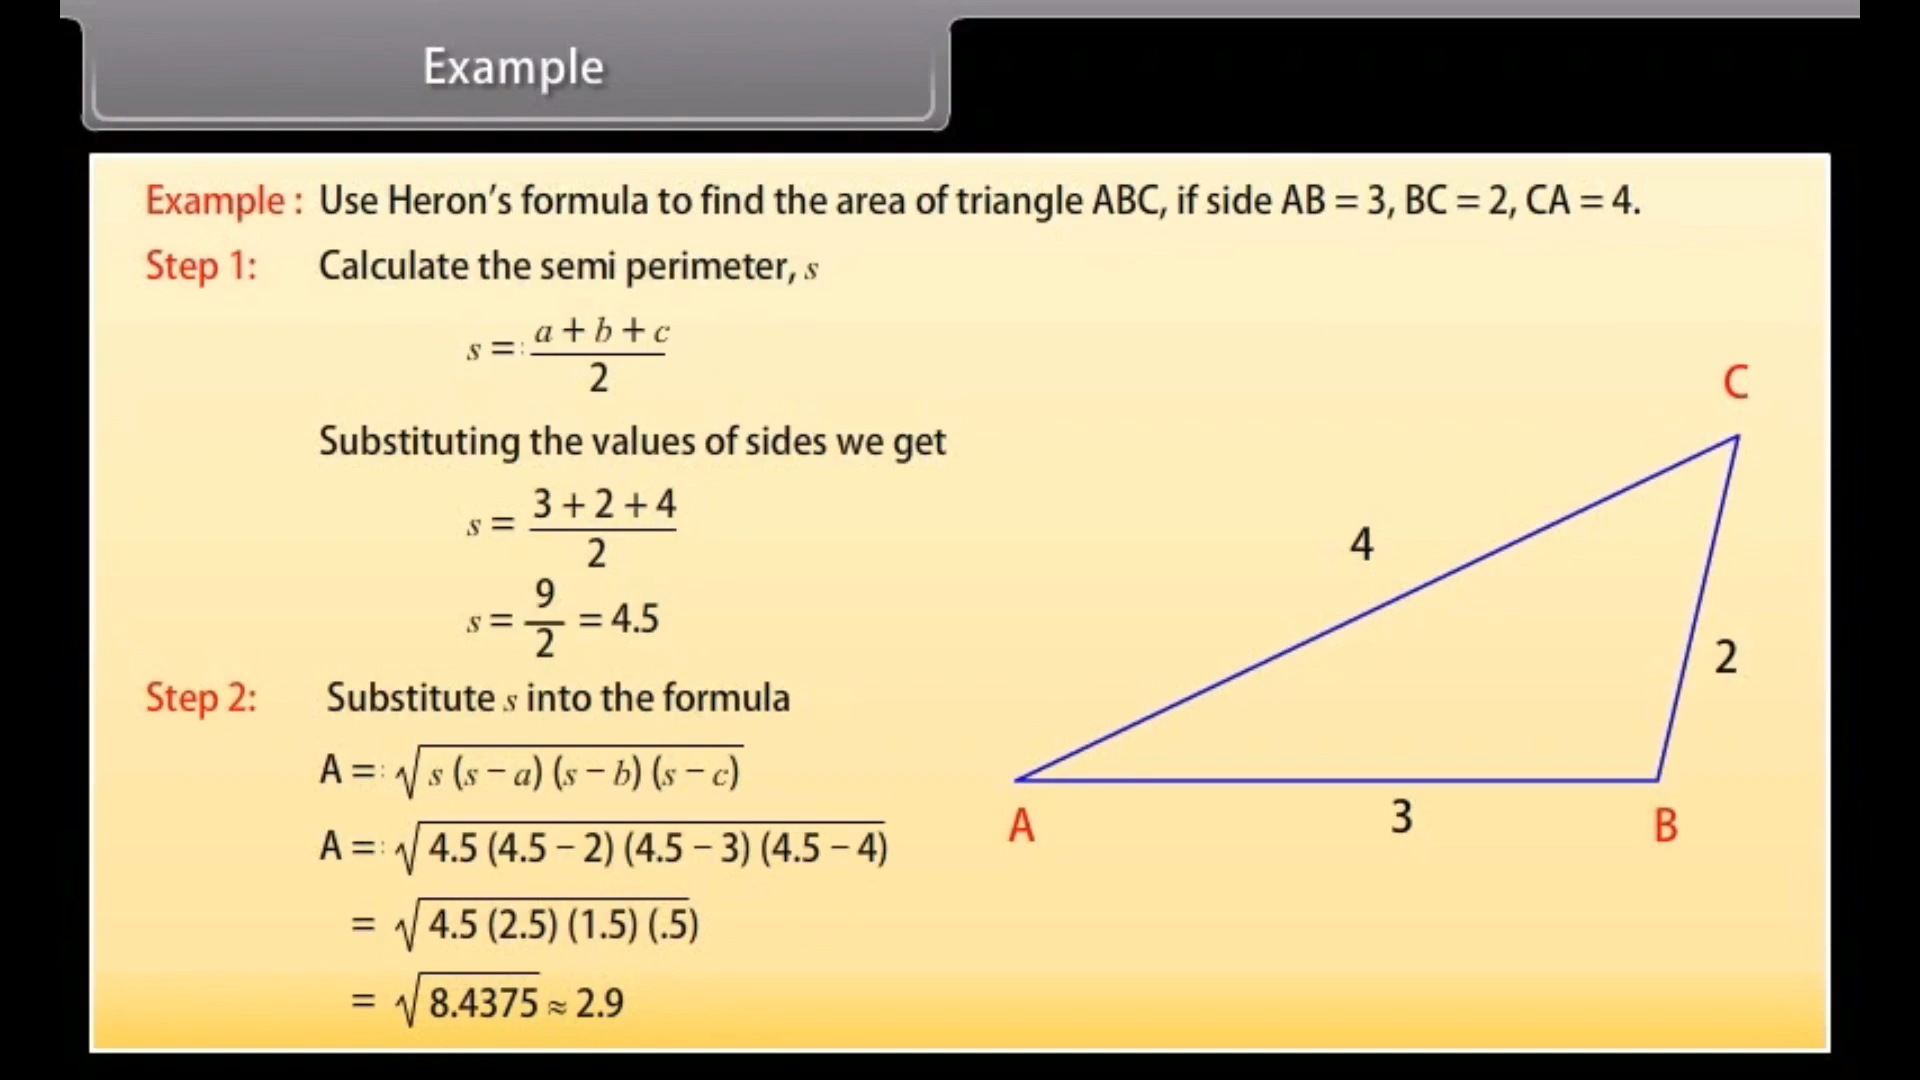 Example
Example : Use Heron's formula to find the area of triangle ABC, if side AB = 3, BC = 2, CA = 4.
Step 1: Calculate the semi perimeter, s
s = a + b + c / 2
Substituting the values of sides we get
s = 3 + 2 + 4 / 2
s = 9 / 2 = 4.5
Step 2: Substitute s into the formula
A = √s (s − a) (s − b) (s − c)
A = √4.5 (4.5 − 2) (4.5 − 3) (4.5 − 4)
= √4.5 (2.5) (1.5) (.5)
= √8.4375 ≈ 2.9
C
4
2
A
3
B